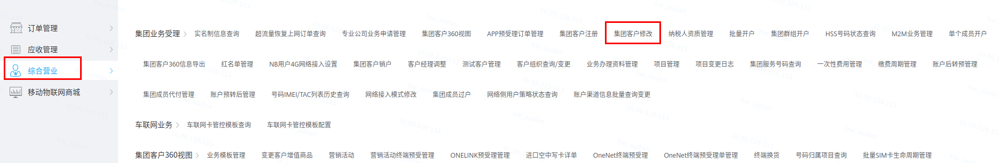 订单管理
应收管理
综合营业
移动物联网商城
集团业务受理 实名制信息查询 超流量恢复上网订单查询 专业公司业务申请管理 集团客户360视图 APP预受理订单管理 集团客户注册 集团客户修改 纳税人资质管理 批量开户 集团群组开户 HSS号码状态查询 M2M业务管理 单个成员开户
集团客户360信息导出 红名单管理 NB用户4G网络接入设置 集团客户销户 客户经理调整 测试客户管理 客户组织查询/变更 业务办理资料管理 项目管理 项目变更日志 集团服务号码查询 一次性费用管理 缴费周期管理 账户后转预管理
集团成员代付管理 账户预转后管理 号码IMEI/TAC列表历史查询 网络接入模式修改 集团成员过户 网络侧用户策略状态查询 账户渠道信息批量查询变更
车联网业务 车联网卡管控模板查询 车联网卡管控模板配置
集团客户360视图 业务模板管理 变更客户增值商品 营销活动 营销活动终端预受管理 ONELINK预受理管理 进口空中写卡详单 OneNet终端预受理 OneNet终端预受理单管理 终端换货 号码归属项目查询 批量SIM卡生命周期管理